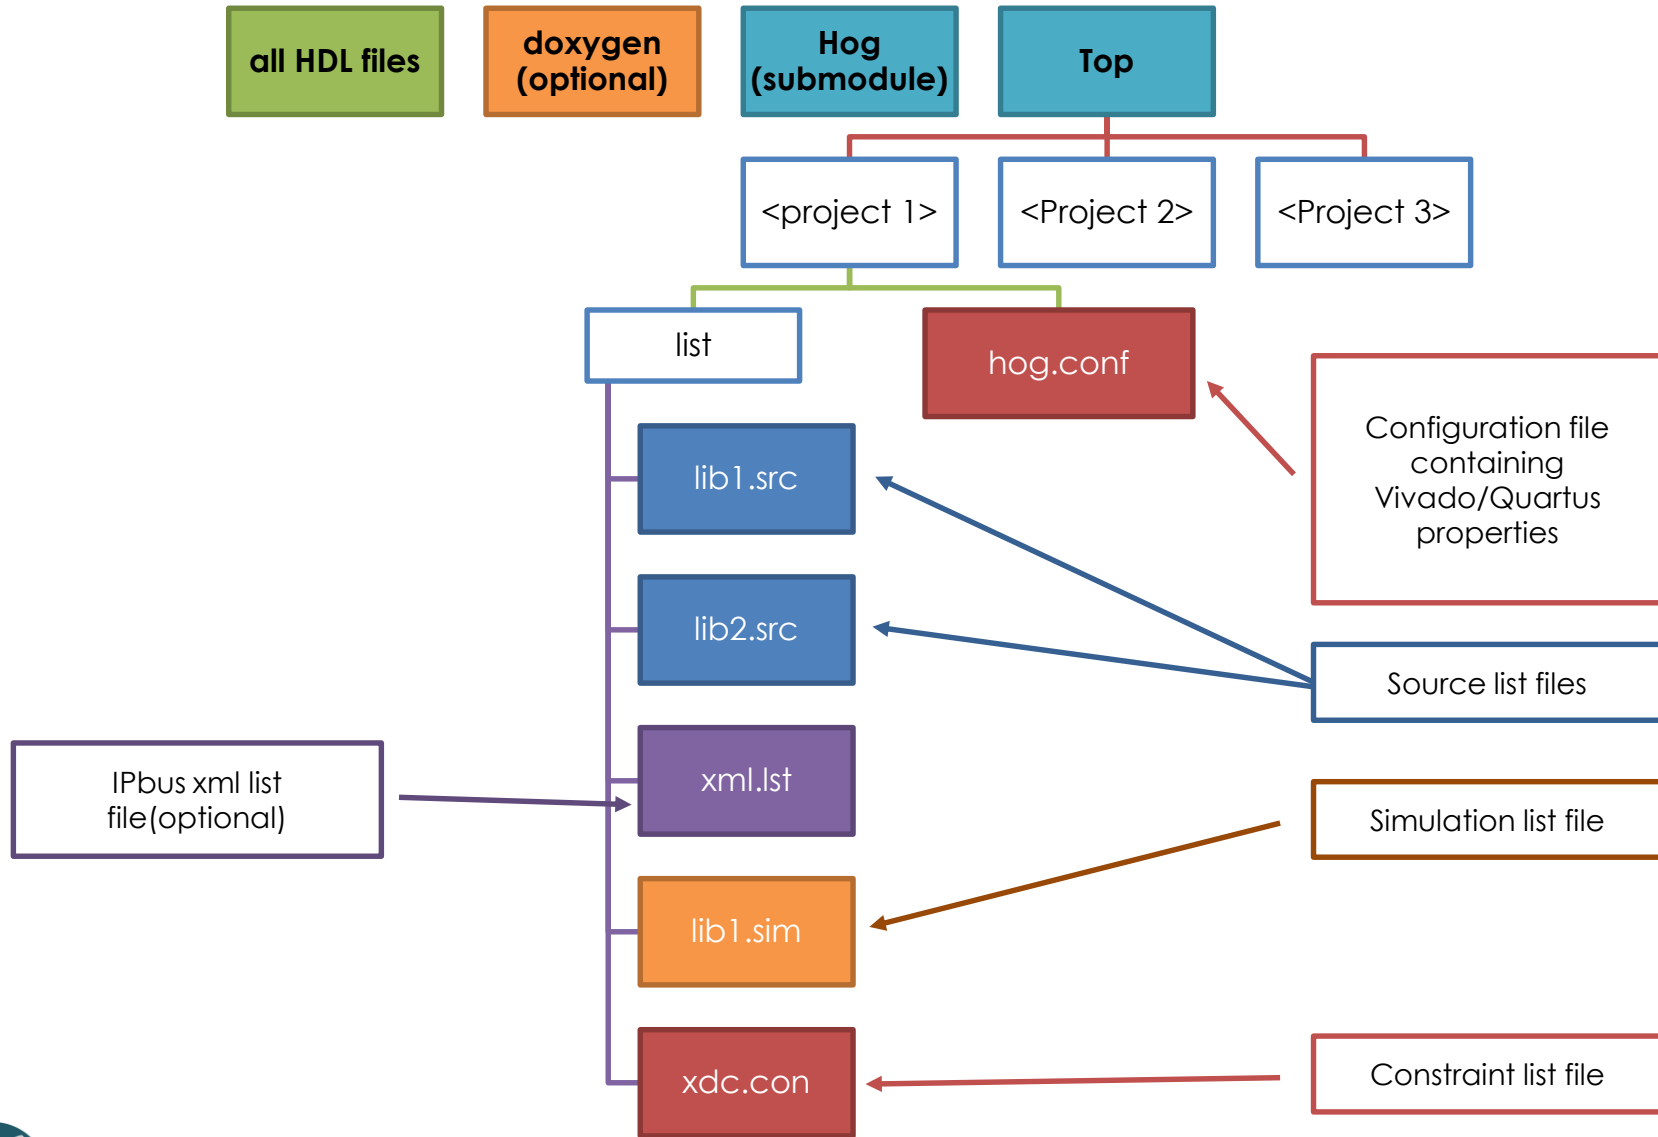 all HDL files
doxygen
(optional)
Hog
(submodule)
Top
<project 1>
<Project 2>
<Project 3>
list
hog.conf
Configuration file
containing
Vivado/Quartus
properties
lib1.src
lib2.src
Source list files
xml.lst
IPbus xml list
file(optional)
Simulation list file
lib1.sim
xdc.con
Constraint list file